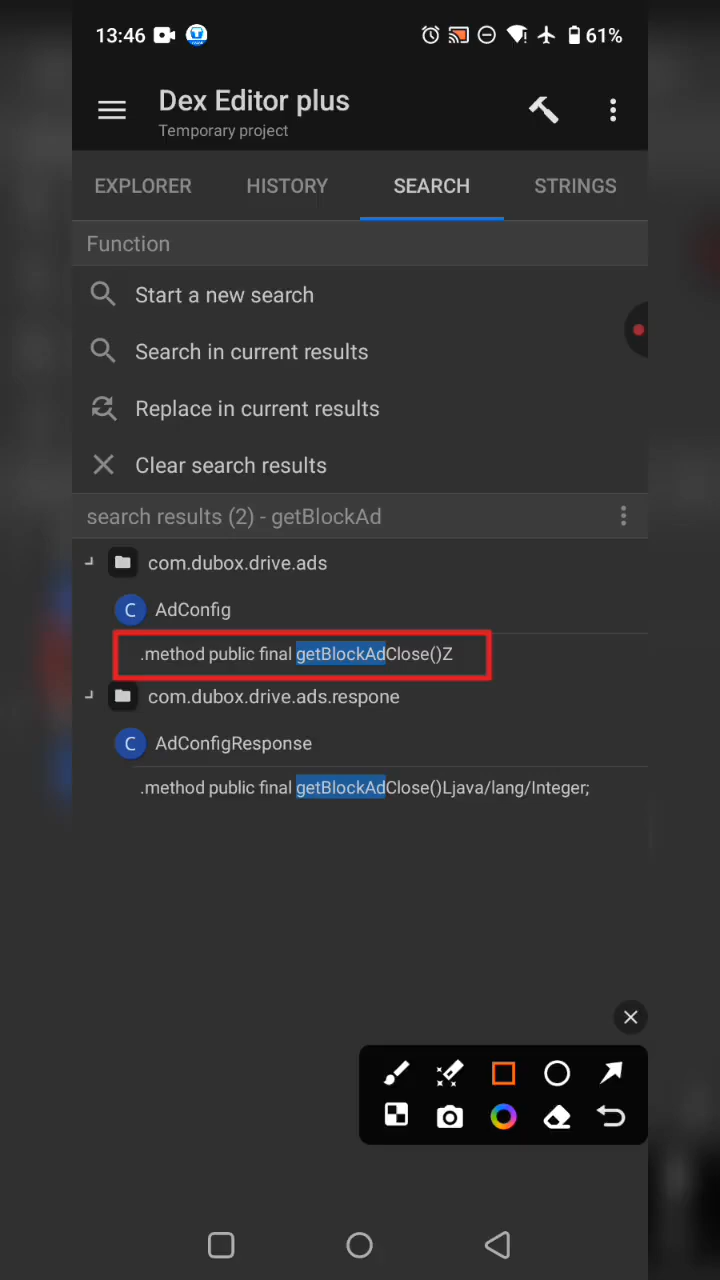 13:46
61%
Dex Editor plus
Temporary project
EXPLORER
HISTORY
SEARCH
STRINGS
Function
Start a new search
Search in current results
Replace in current results
Clear search results
search results (2) - getBlockAd
com.dubox.drive.ads
C AdConfig
.method public final getBlockAdClose()Z
com.dubox.drive.ads.respone
C AdConfigResponse
.method public final getBlockAdClose()Ljava/lang/Integer;